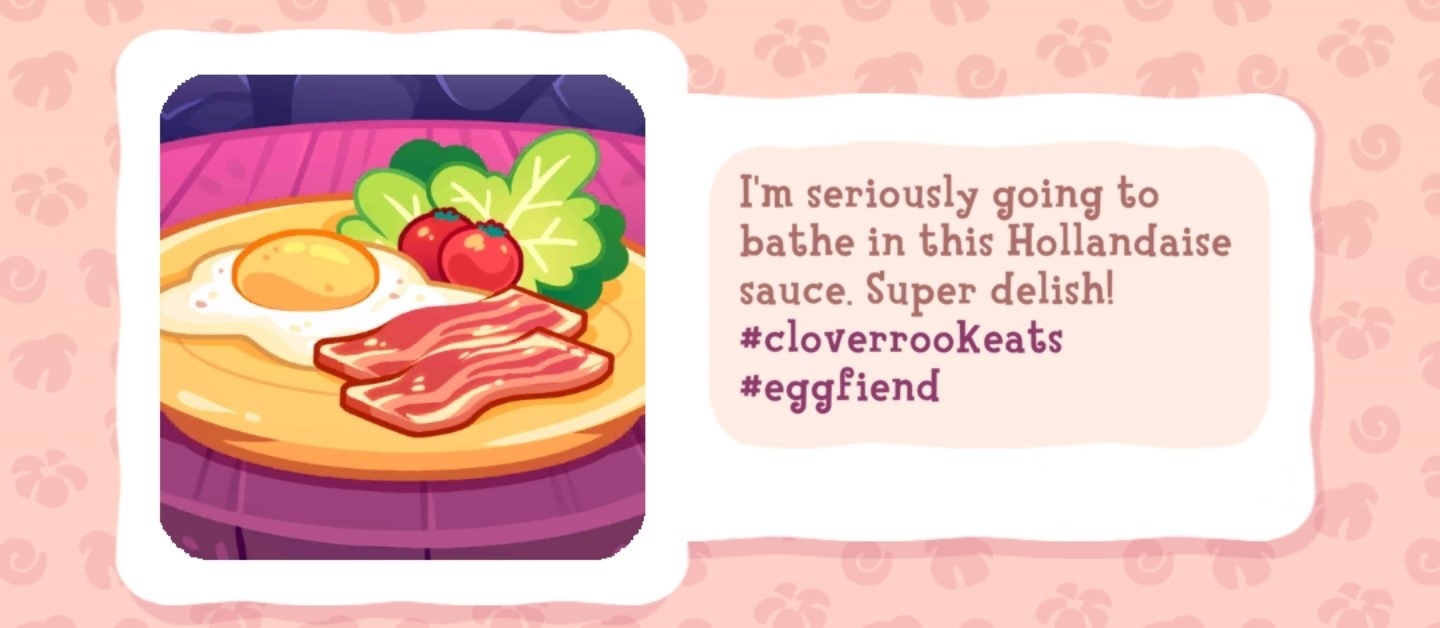 I'm seriously going to
bathe in this Hollandaise
sauce. Super delish!
#cloverrookeats
#eggfiend